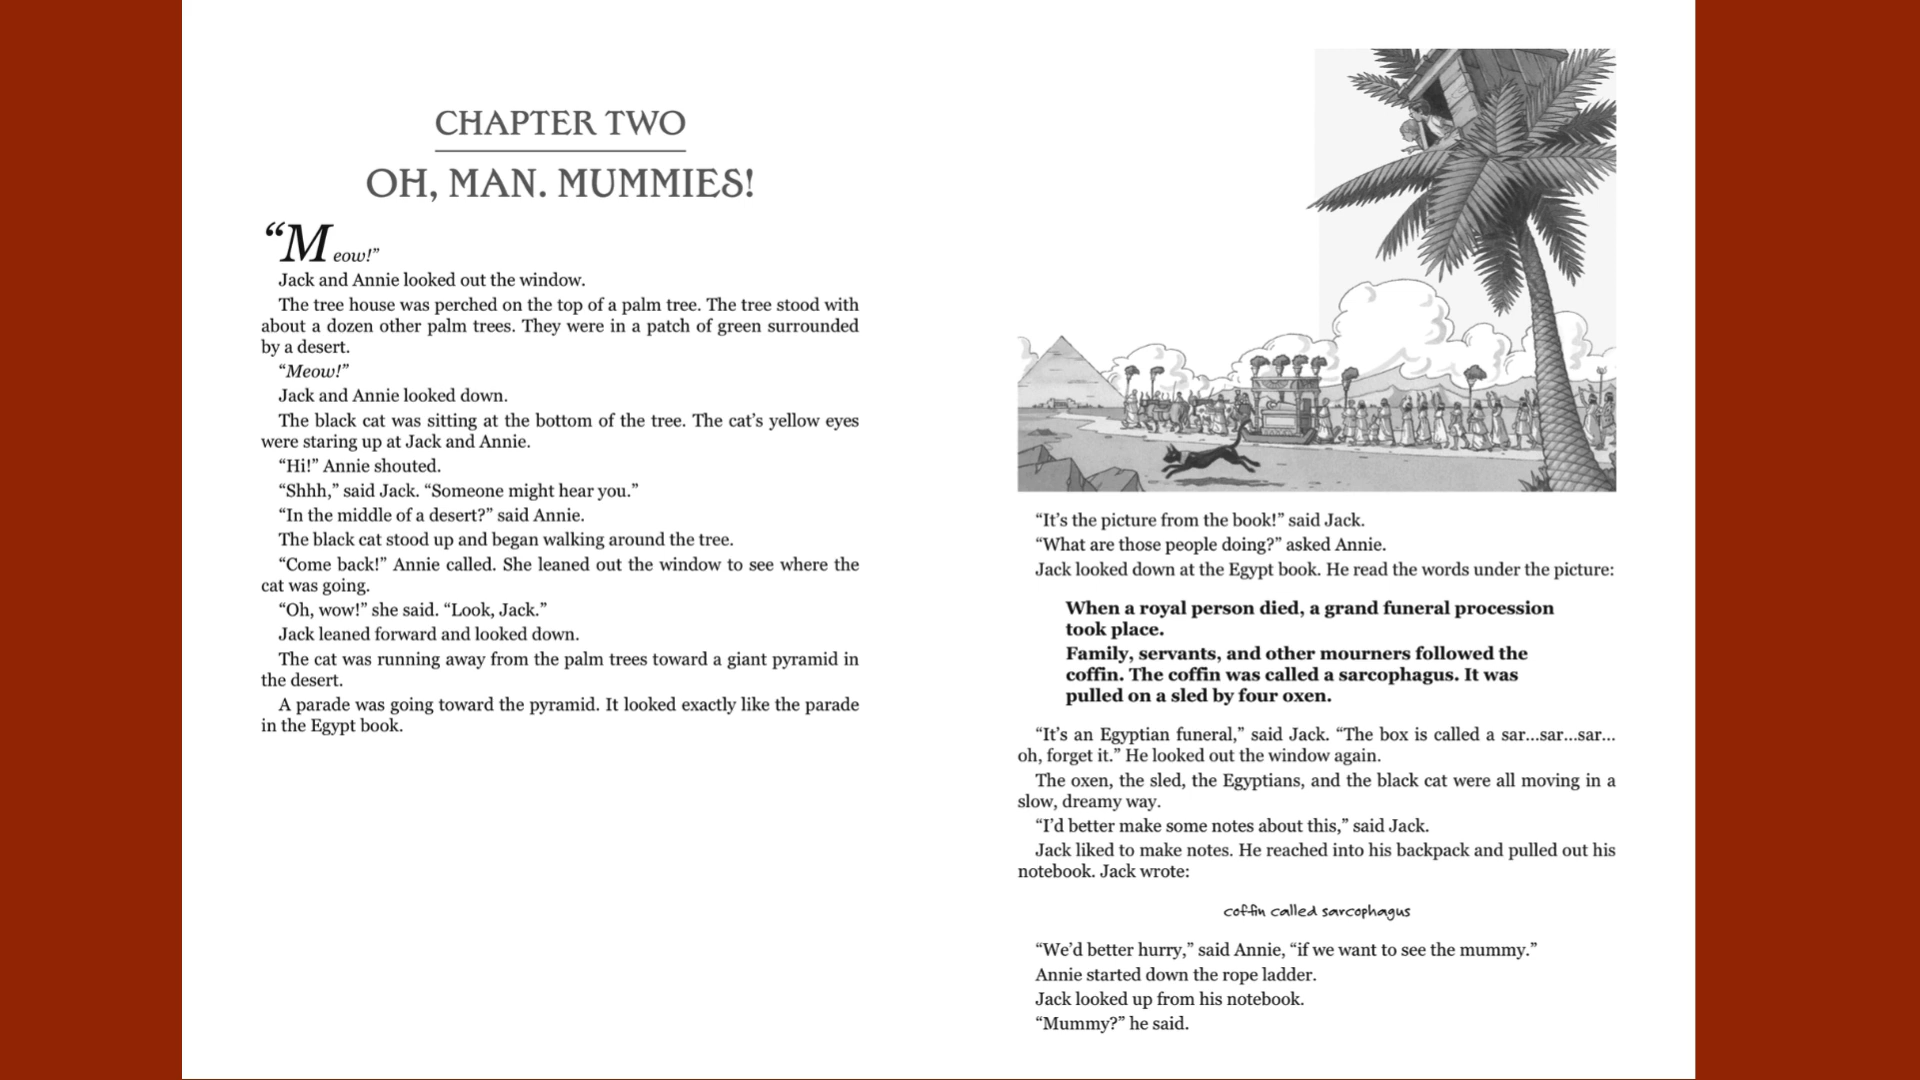 CHAPTER TWO
OH, MAN. MUMMIES!
“Meow!”
Jack and Annie looked out the window.
The tree house was perched on the top of a palm tree. The tree stood with
about a dozen other palm trees. They were in a patch of green surrounded
by a desert.
“Meow!”
Jack and Annie looked down.
The black cat was sitting at the bottom of the tree. The cat’s yellow eyes
were staring up at Jack and Annie.
“Hi!” Annie shouted.
“Shhh,” said Jack. “Someone might hear you.”
“In the middle of a desert?” said Annie.
The black cat stood up and began walking around the tree.
“Come back!” Annie called. She leaned out the window to see where the
cat was going.
“Oh, wow!” she said. “Look, Jack.”
Jack leaned forward and looked down.
The cat was running away from the palm trees toward a giant pyramid in
the desert.
A parade was going toward the pyramid. It looked exactly like the parade
in the Egypt book.
“It’s the picture from the book!” said Jack.
“What are those people doing?” asked Annie.
Jack looked down at the Egypt book. He read the words under the picture:
When a royal person died, a grand funeral procession
took place.
Family, servants, and other mourners followed the
coffin. The coffin was called a sarcophagus. It was
pulled on a sled by four oxen.
“It’s an Egyptian funeral,” said Jack. “The box is called a sar...sar...sar...
oh, forget it.” He looked out the window again.
The oxen, the sled, the Egyptians, and the black cat were all moving in a
slow, dreamy way.
“I’d better make some notes about this,” said Jack.
Jack liked to make notes. He reached into his backpack and pulled out his
notebook. Jack wrote:
coffin called sarcophagus
“We’d better hurry,” said Annie, “if we want to see the mummy.”
Annie started down the rope ladder.
Jack looked up from his notebook.
“Mummy?” he said.